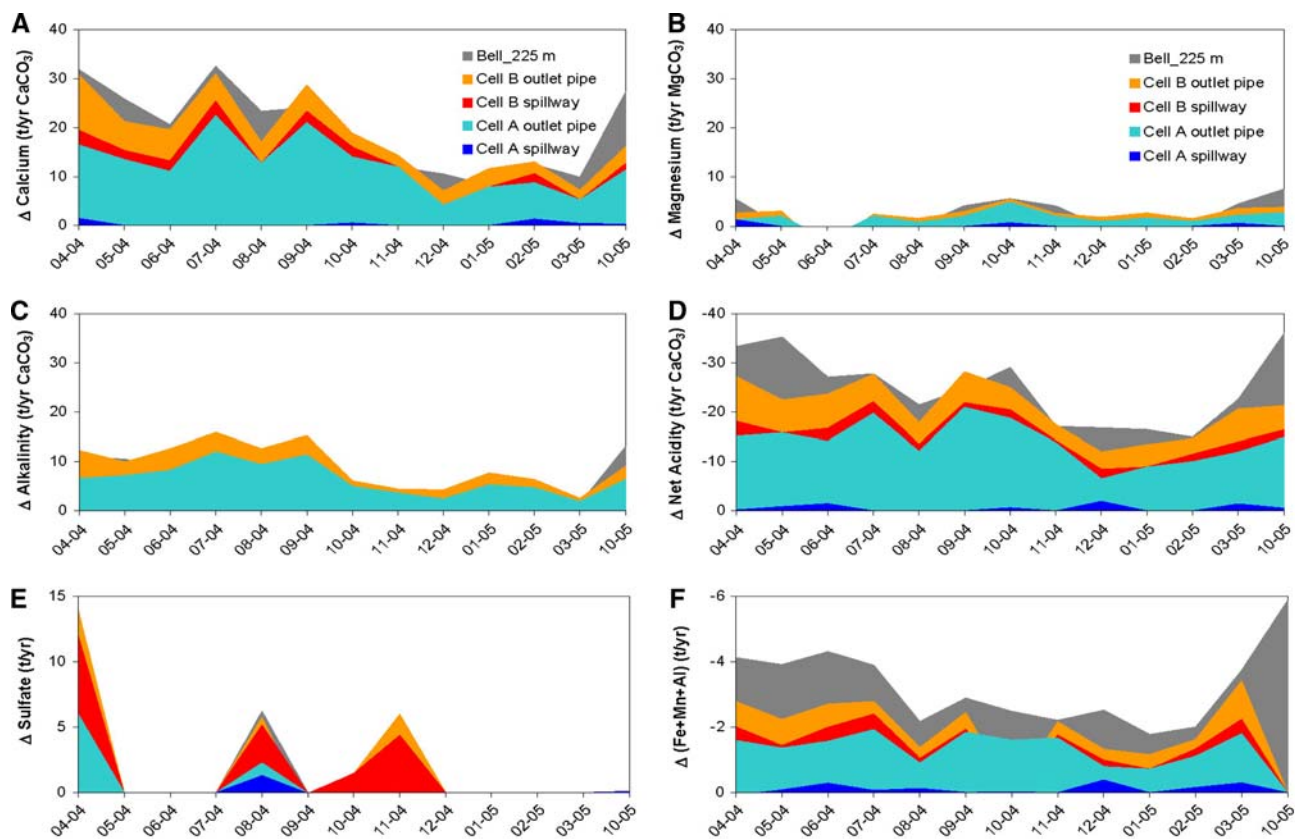 A
Δ Calcium (t/yr CaCO₃)
40
30
20
10
0
Bell_225 m
Cell B outlet pipe
Cell B spillway
Cell A outlet pipe
Cell A spillway
04-04 05-04 06-04 07-04 08-04 09-04 10-04 11-04 12-04 01-05 02-05 03-05 10-05
B
Δ Magnesium (t/yr MgCO₃)
40
30
20
10
0
Bell_225 m
Cell B outlet pipe
Cell B spillway
Cell A outlet pipe
Cell A spillway
04-04 05-04 06-04 07-04 08-04 09-04 10-04 11-04 12-04 01-05 02-05 03-05 10-05
C
Δ Alkalinity (t/yr CaCO₃)
40
30
20
10
0
04-04 05-04 06-04 07-04 08-04 09-04 10-04 11-04 12-04 01-05 02-05 03-05 10-05
D
Δ Net Acidity (t/yr CaCO₃)
-40
-30
-20
-10
0
04-04 05-04 06-04 07-04 08-04 09-04 10-04 11-04 12-04 01-05 02-05 03-05 10-05
E
Δ Sulfate (t/yr)
15
10
5
0
04-04 05-04 06-04 07-04 08-04 09-04 10-04 11-04 12-04 01-05 02-05 03-05 10-05
F
Δ (Fe+Mn+Al) (t/yr)
-6
-4
-2
0
04-04 05-04 06-04 07-04 08-04 09-04 10-04 11-04 12-04 01-05 02-05 03-05 10-05